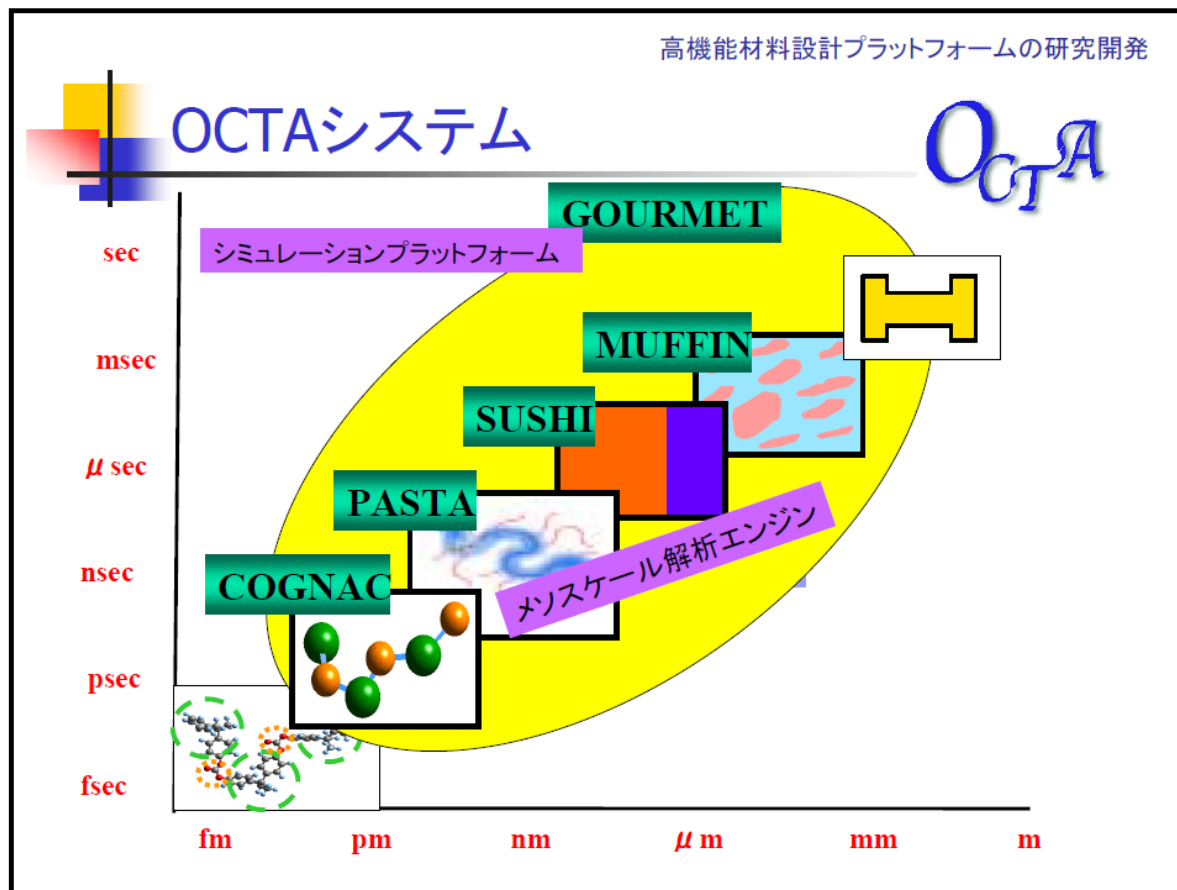 高機能材料設計プラットフォームの研究開発
OCTAシステム
OCTA
GOURMET
シミュレーションプラットフォーム
MUFFIN
SUSHI
PASTA
メソスケール解析エンジン
COGNAC
sec
msec
μ sec
nsec
psec
fsec
fm pm nm μ m mm m